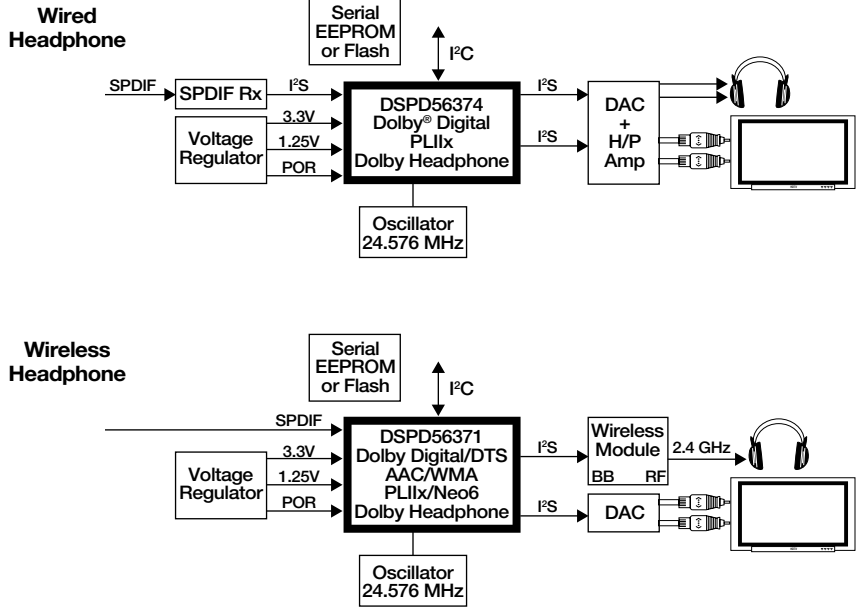 Wired
Headphone
Serial
EEPROM
or Flash
I²C
SPDIF
SPDIF Rx
I²S
3.3V
1.25V
POR
Voltage
Regulator
DSPD56374
Dolby® Digital
PLIIx
Dolby Headphone
I²S
I²S
DAC
+
H/P
Amp
Oscillator
24.576 MHz
Wireless
Headphone
Serial
EEPROM
or Flash
I²C
SPDIF
3.3V
1.25V
POR
Voltage
Regulator
DSPD56371
Dolby Digital/DTS
AAC/WMA
PLIIx/Neo6
Dolby Headphone
I²S
I²S
Wireless
Module
BB RF
2.4 GHz
DAC
Oscillator
24.576 MHz